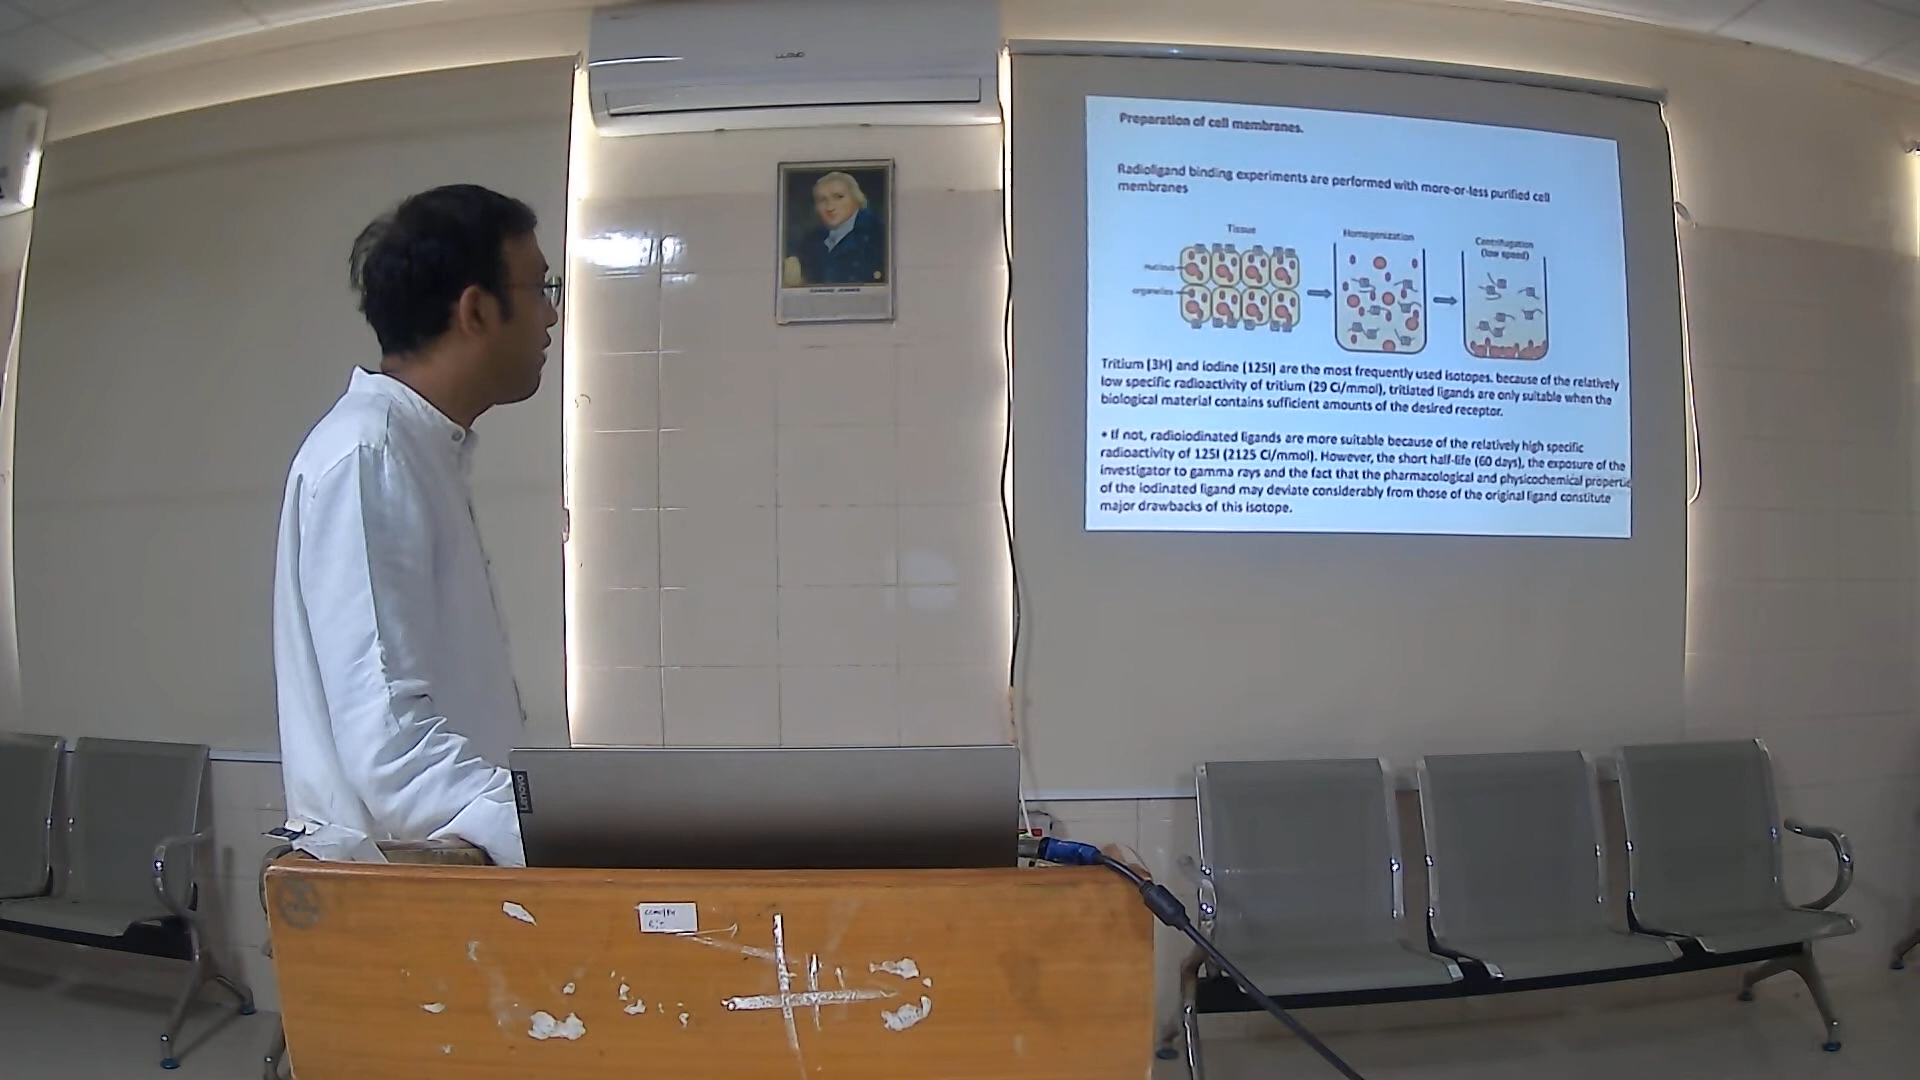 LLOYD
Preparation of cell membranes.
Radioligand binding experiments are performed with more-or-less purified cell
membranes
Tissue
Homogenization
Centrifugation
(low speed)
nucleus
organelles
Tritium [3H] and iodine [125I] are the most frequently used isotopes. because of the relatively
low specific radioactivity of tritium (29 Ci/mmol), tritiated ligands are only suitable when the
biological material contains sufficient amounts of the desired receptor.
• If not, radioiodinated ligands are more suitable because of the relatively high specific
radioactivity of 125I (2125 Ci/mmol). However, the short half-life (60 days), the exposure of the
investigator to gamma rays and the fact that the pharmacological and physicochemical propertie
of the iodinated ligand may deviate considerably from those of the original ligand constitute
major drawbacks of this isotope.
EDWARD JENNER
Lenovo